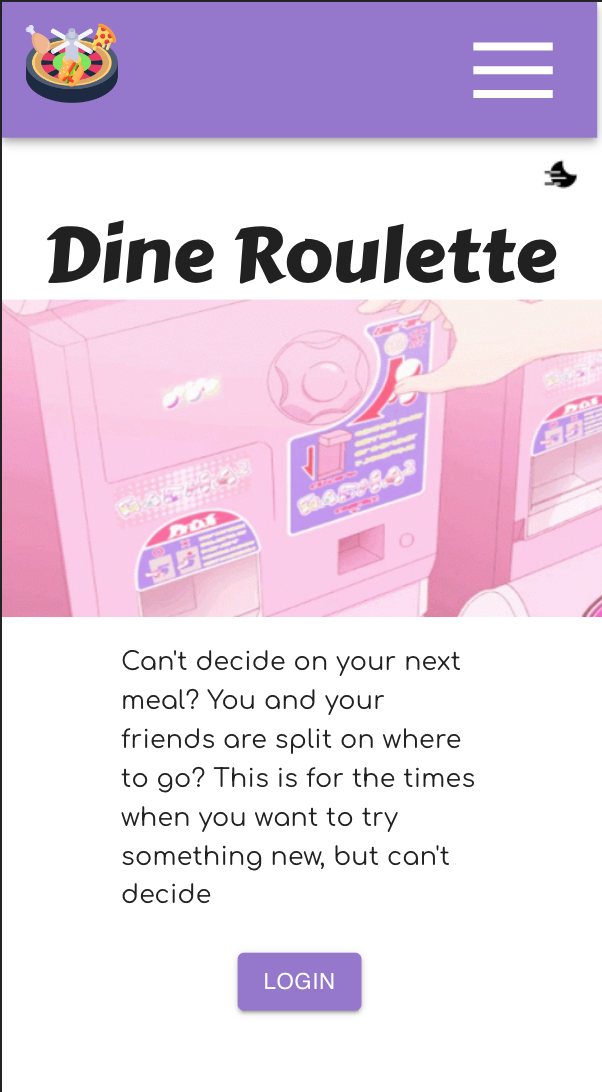 Dine Roulette
Can't decide on your next
meal? You and your
friends are split on where
to go? This is for the times
when you want to try
something new, but can't
decide
LOGIN